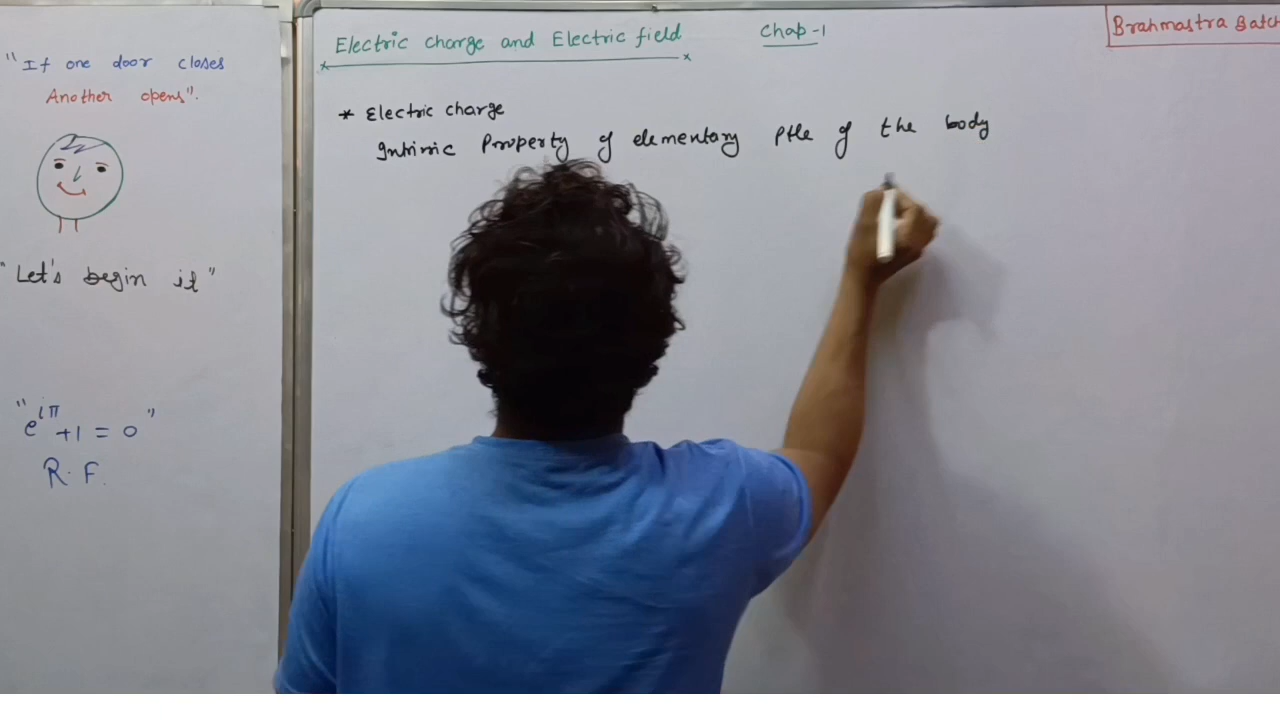 "If one door closes
Another opens".
"Let's begin it"
"e^{iπ} +1 = 0"
R. F.
Electric charge and Electric field
Chap-1
Brahmastra Batch
* Electric charge
Intrinsic Property of elementary Ptle of the body